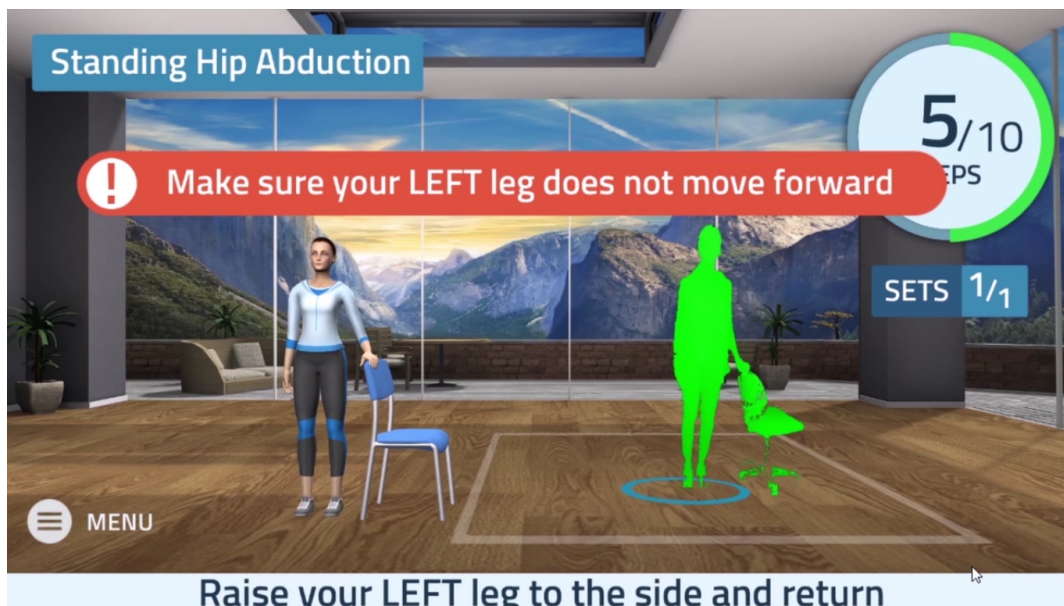 Standing Hip Abduction
5/10
! Make sure your LEFT leg does not move forward
SETS 1/1
MENU
Raise your LEFT leg to the side and return